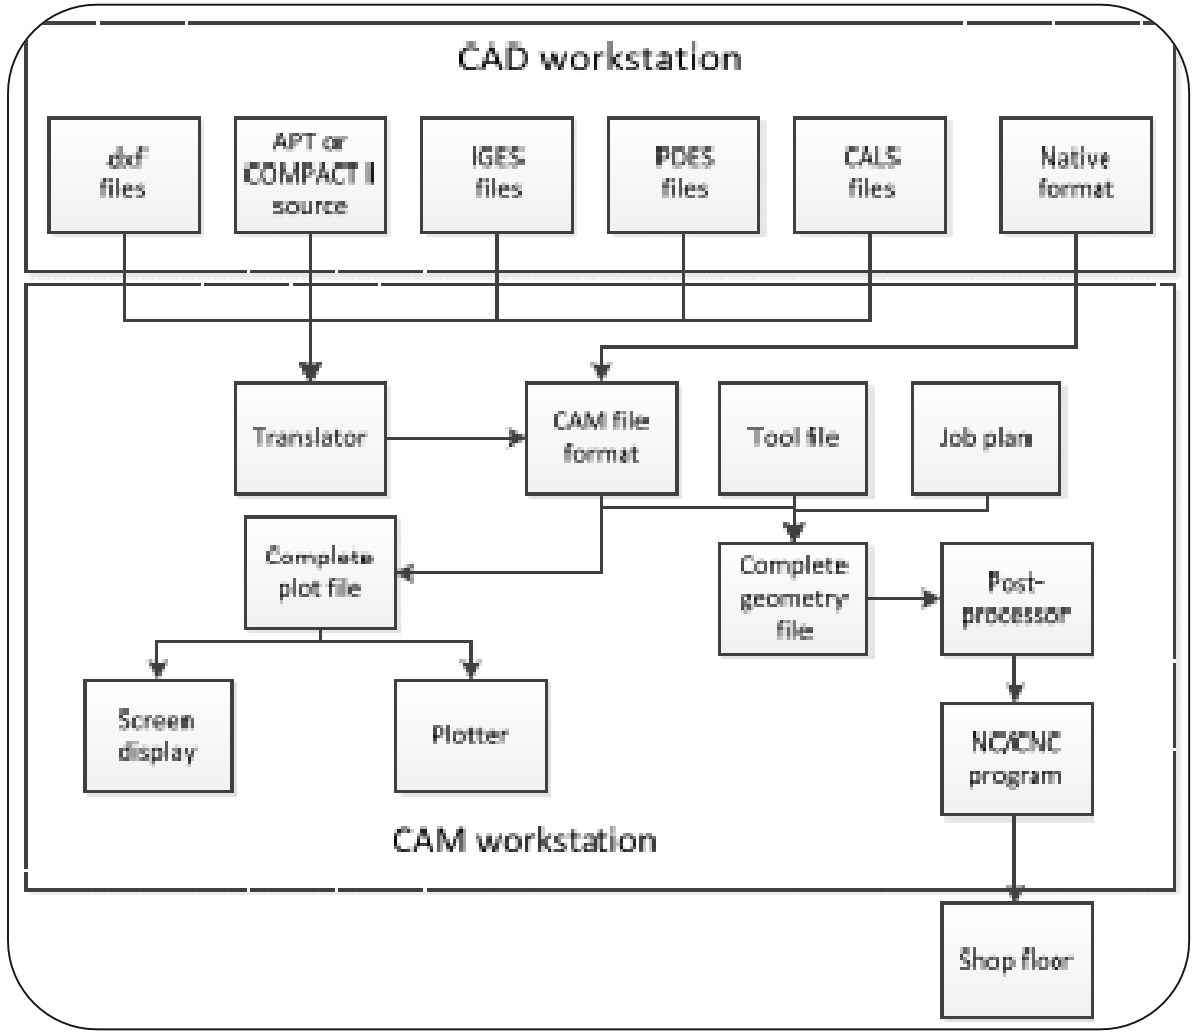 CAD workstation
.dxf
files
APT or
COMPACT II
source
IGES
files
PDES
files
CALS
files
Native
format
Translator
CAM file
format
Tool file
Job plan
Complete
plot file
Complete
geometry
file
Post-
processor
Screen
display
Plotter
NC/CNC
program
CAM workstation
Shop floor